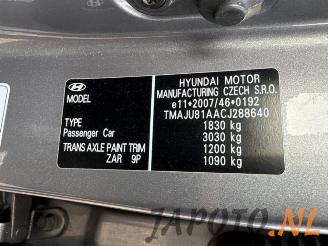 HYUNDAI MOTOR
MANUFACTURING CZECH S.R.O.
e11*2007/46*0192
TMAJU81AACJ288640
1830 kg
3030 kg
1200 kg
1090 kg
MODEL
TYPE
Passenger Car
TRANS AXLE PAINT TRIM
ZAR 9P
TOYO.NL